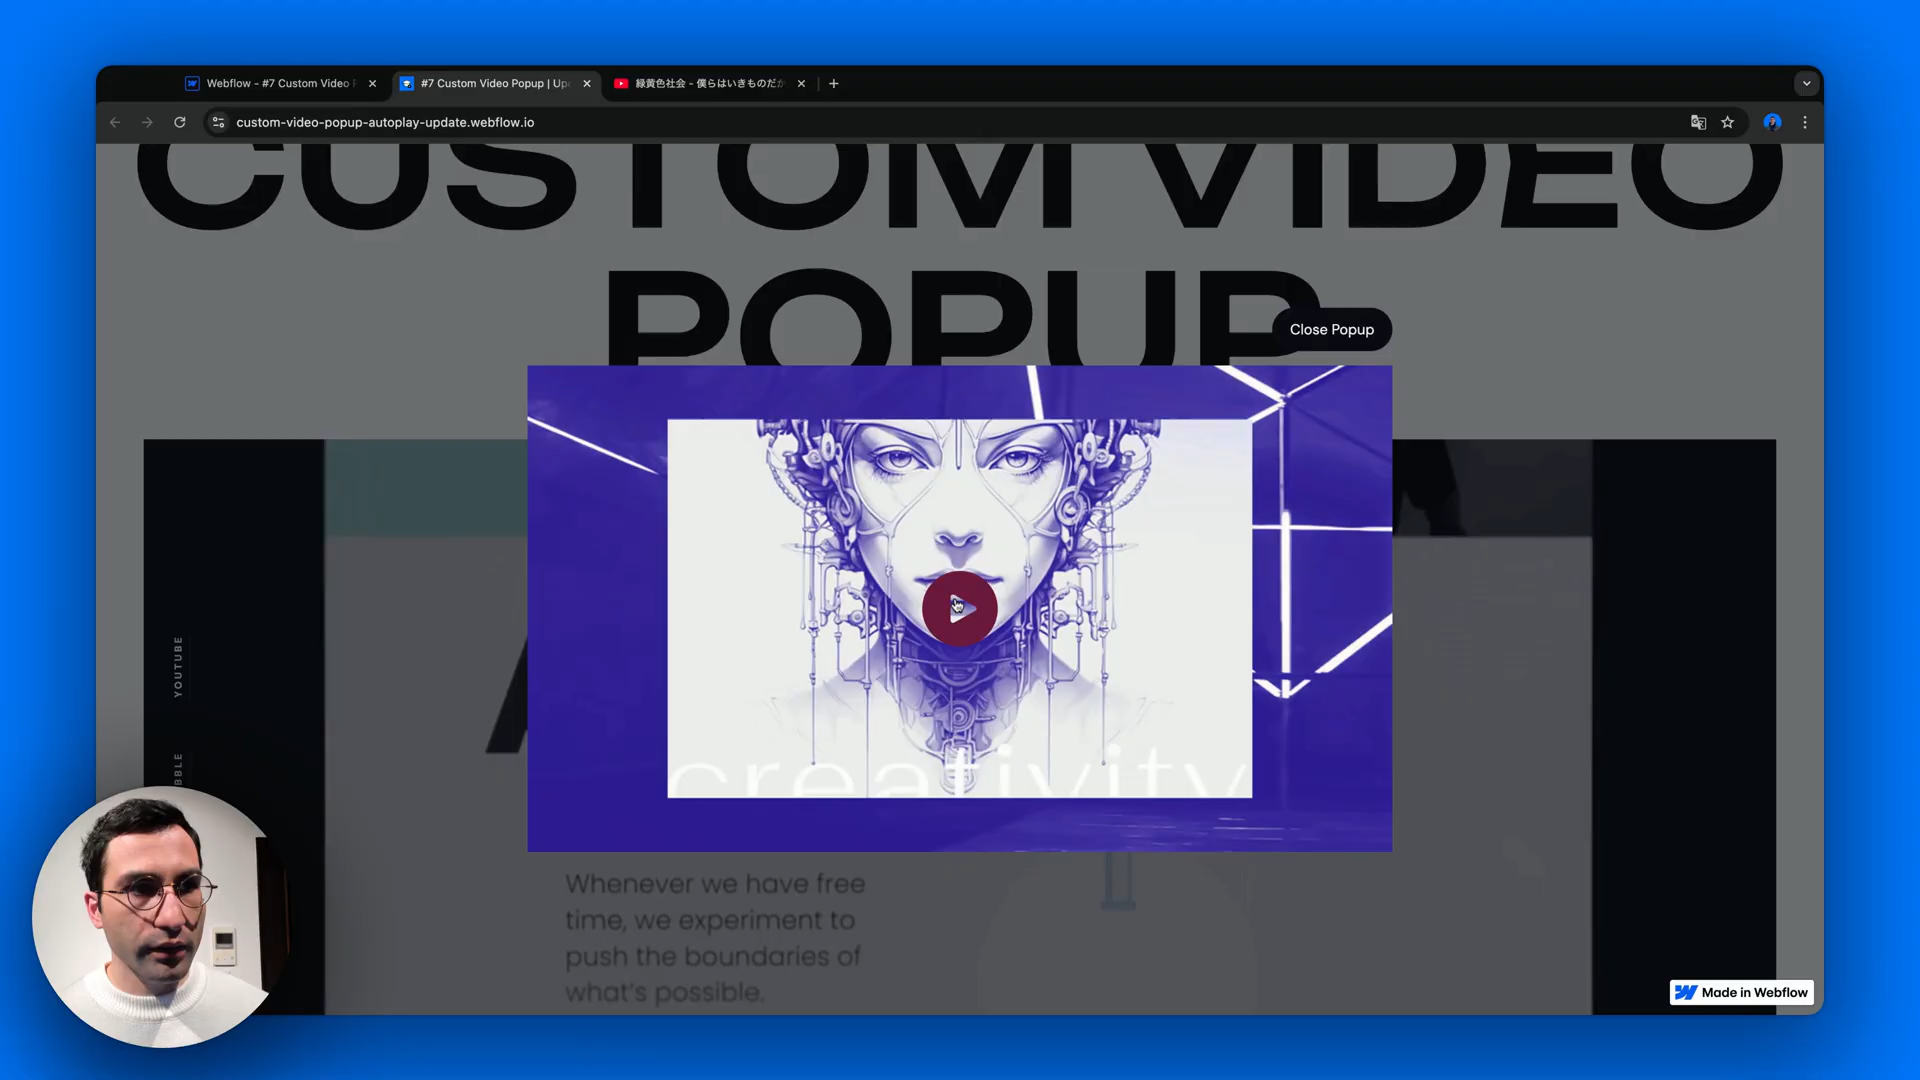 Webflow - #7 Custom Video P
#7 Custom Video Popup | Upd
緑黄色社会 - 僕らはいきものだか
custom-video-popup-autoplay-update.webflow.io
CUSTOM VIDEO
POPUP
Close Popup
creativity
YOUTUBE
BBLE
A
Whenever we have free
time, we experiment to
push the boundaries of
what's possible.
Made in Webflow